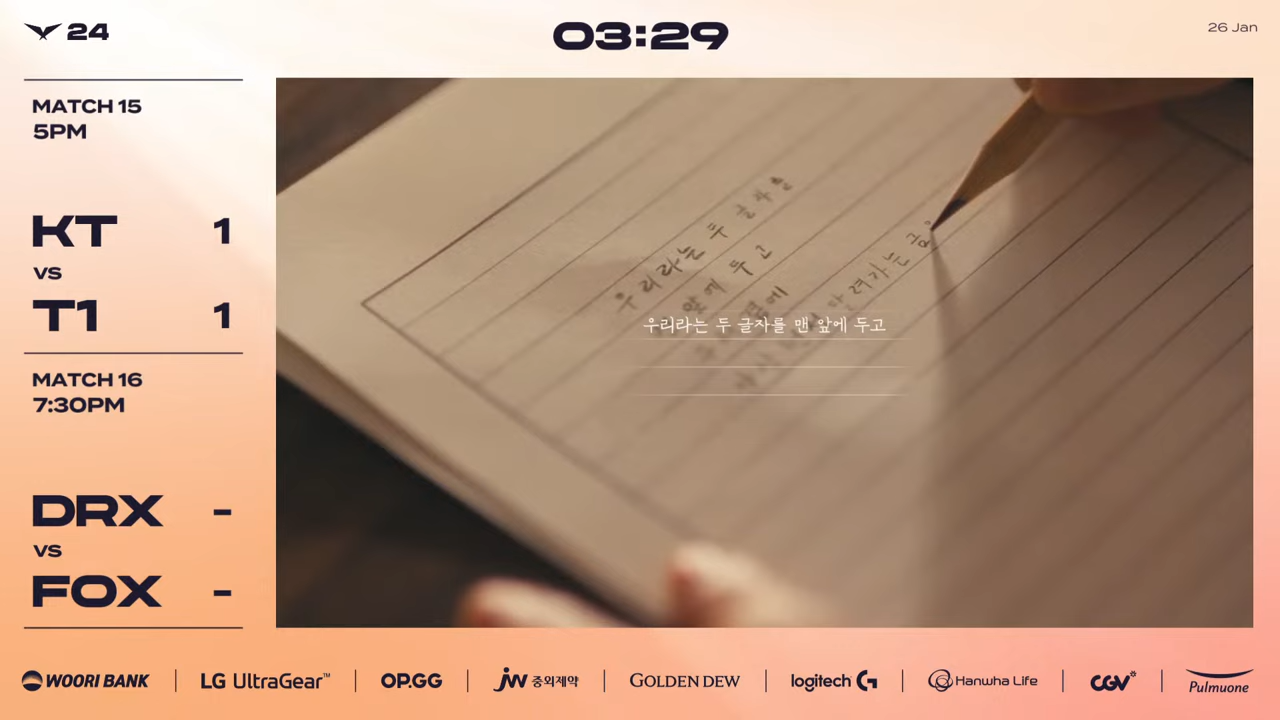 24
03:29
26 Jan
MATCH 15
5PM
KT 1
VS
T1 1
MATCH 16
7:30PM
DRX -
VS
FOX -
우리라는 두 글자를
앞에 두고
우리라는 두 글자를 맨 앞에 두고
WOORI BANK
LG UltraGear™
OP.GG
jw 중외제약
GOLDEN DEW
logitech G
Hanwha Life
CGV
Pulmuone